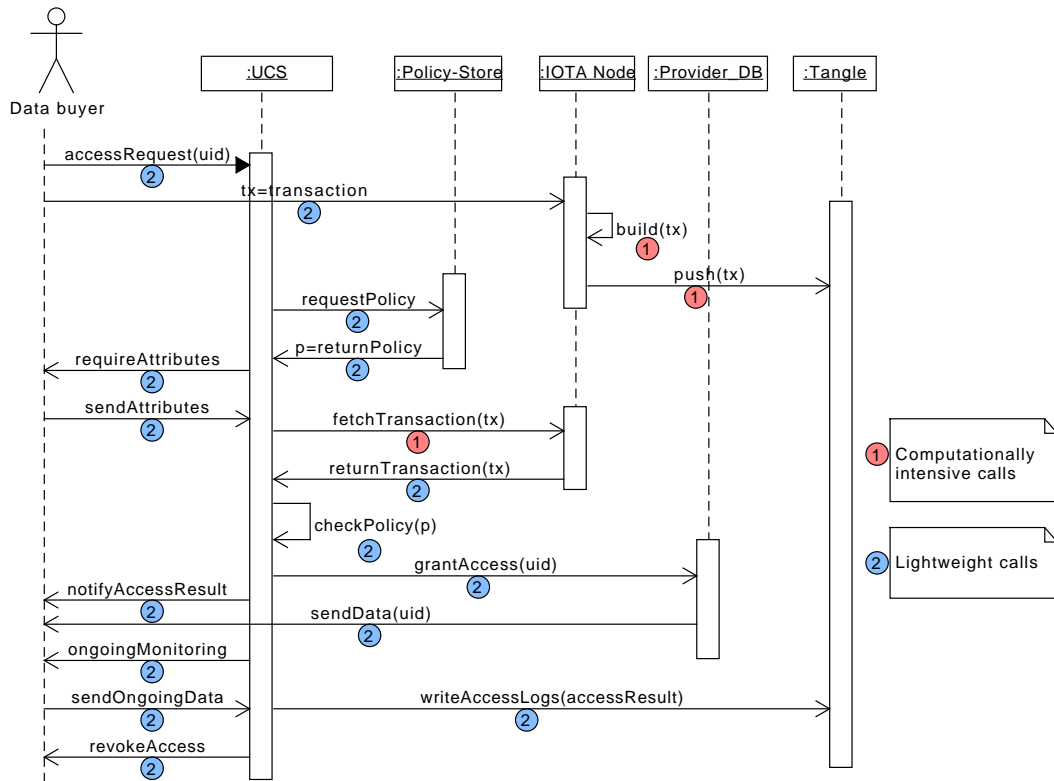 Data buyer
:UCS
:Policy-Store
:IOTA Node
:Provider_DB
:Tangle
accessRequest(uid)
2
tx=transaction
2
build(tx)
1
push(tx)
1
requestPolicy
2
p=returnPolicy
2
requireAttributes
2
sendAttributes
2
fetchTransaction(tx)
1
returnTransaction(tx)
2
checkPolicy(p)
2
grantAccess(uid)
2
notifyAccessResult
2
sendData(uid)
2
ongoingMonitoring
2
sendOngoingData
2
writeAccessLogs(accessResult)
2
revokeAccess
2
1 Computationally
intensive calls
2 Lightweight calls